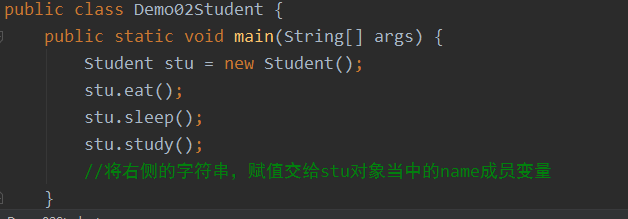 public class Demo02Student {
public static void main(String[] args) {
Student stu = new Student();
stu.eat();
stu.sleep();
stu.study();
//将右侧的字符串，赋值交给stu对象当中的name成员变量
}